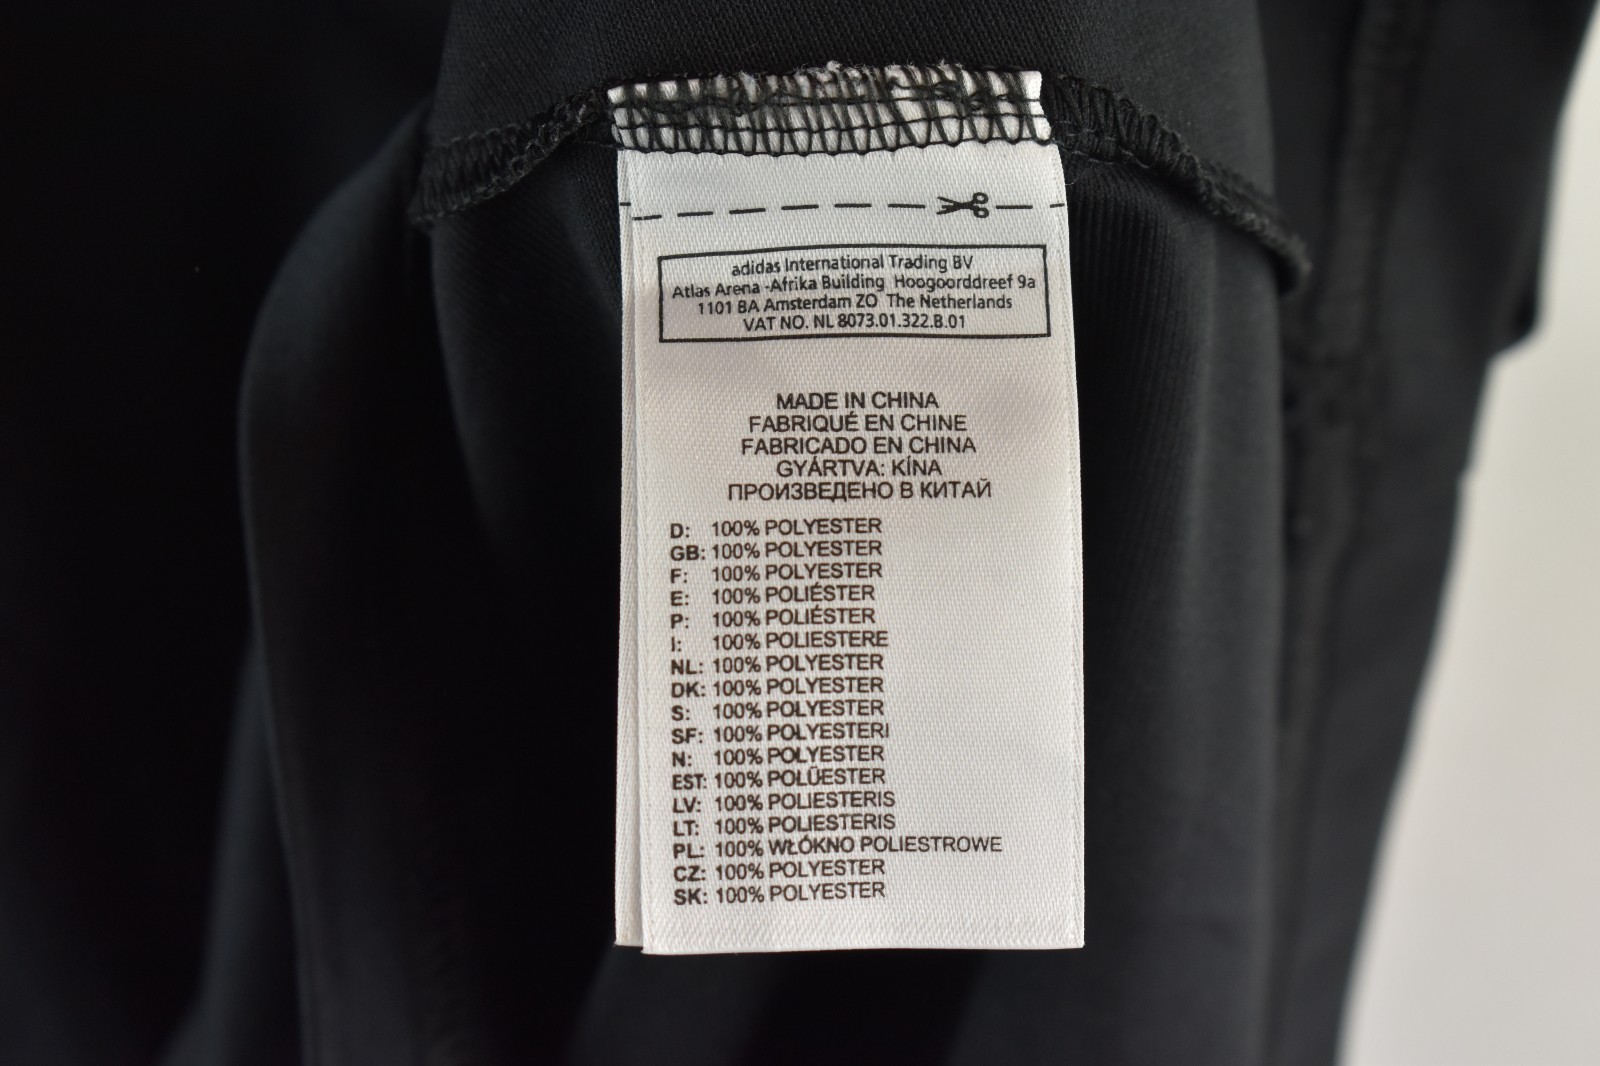 adidas International Trading BV
Atlas Arena -Afrika Building Hoogoorddreef 9a
1101 BA Amsterdam ZO The Netherlands
VAT NO. NL 8073.01.322.B.01
MADE IN CHINA
FABRIQUÉ EN CHINE
FABRICADO EN CHINA
GYÁRTVA: KÍNA
ПРОИЗВЕДЕНО В КИТАЙ
D: 100% POLYESTER
GB: 100% POLYESTER
F: 100% POLYESTER
E: 100% POLIÉSTER
P: 100% POLIÉSTER
I: 100% POLIESTERE
NL: 100% POLYESTER
DK: 100% POLYESTER
S: 100% POLYESTER
SF: 100% POLYESTERI
N: 100% POLYESTER
EST: 100% POLÜESTER
LV: 100% POLIESTERIS
LT: 100% POLIESTERIS
PL: 100% WŁÓKNO POLIESTROWE
CZ: 100% POLYESTER
SK: 100% POLYESTER